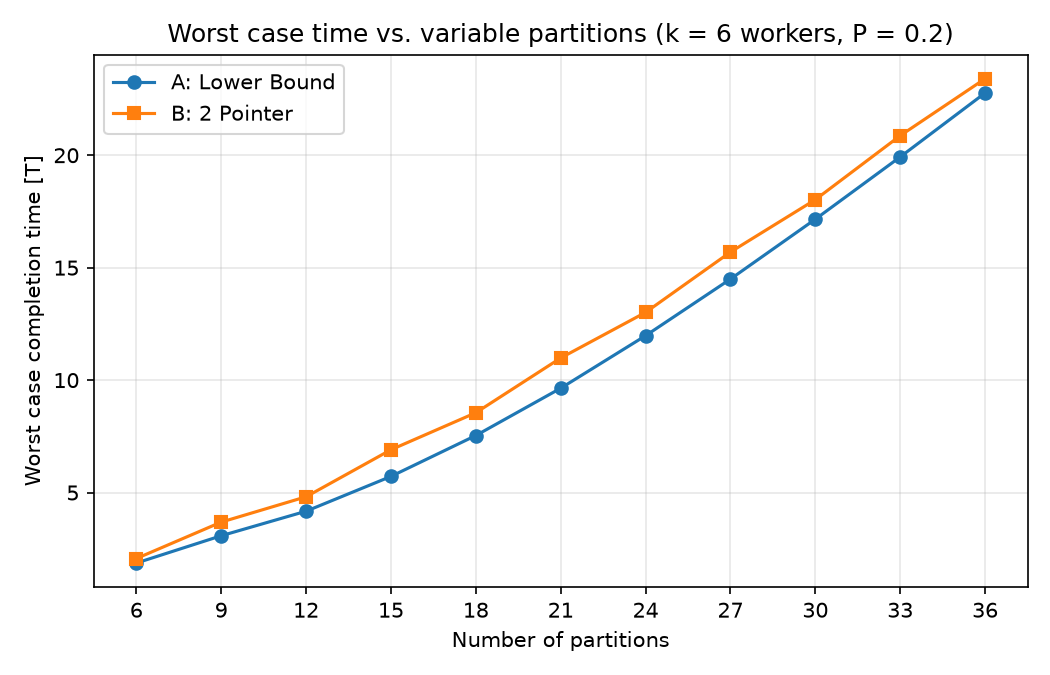 Worst case time vs. variable partitions (k = 6 workers, P = 0.2)
A: Lower Bound
B: 2 Pointer
Worst case completion time [T]
20
15
10
5
6 9 12 15 18 21 24 27 30 33 36
Number of partitions